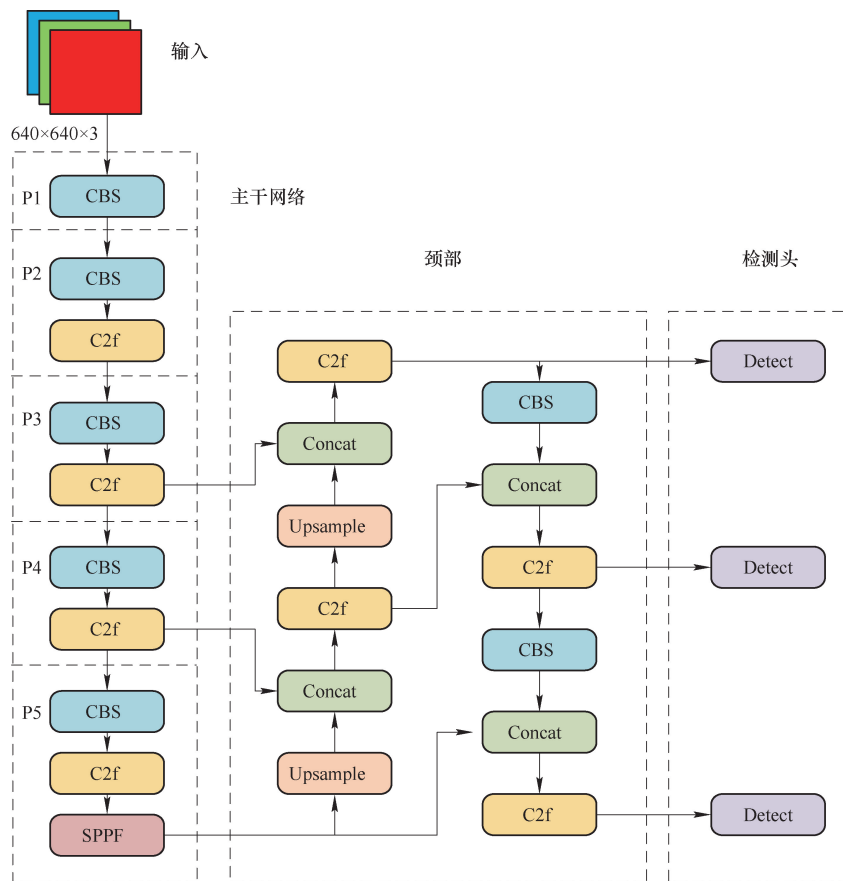 输入
640×640×3
主干网络
P1
CBS
P2
CBS
C2f
P3
CBS
C2f
P4
CBS
C2f
P5
CBS
C2f
SPPF
颈部
C2f
Concat
Upsample
C2f
Concat
Upsample
CBS
Concat
C2f
CBS
Concat
C2f
检测头
Detect
Detect
Detect